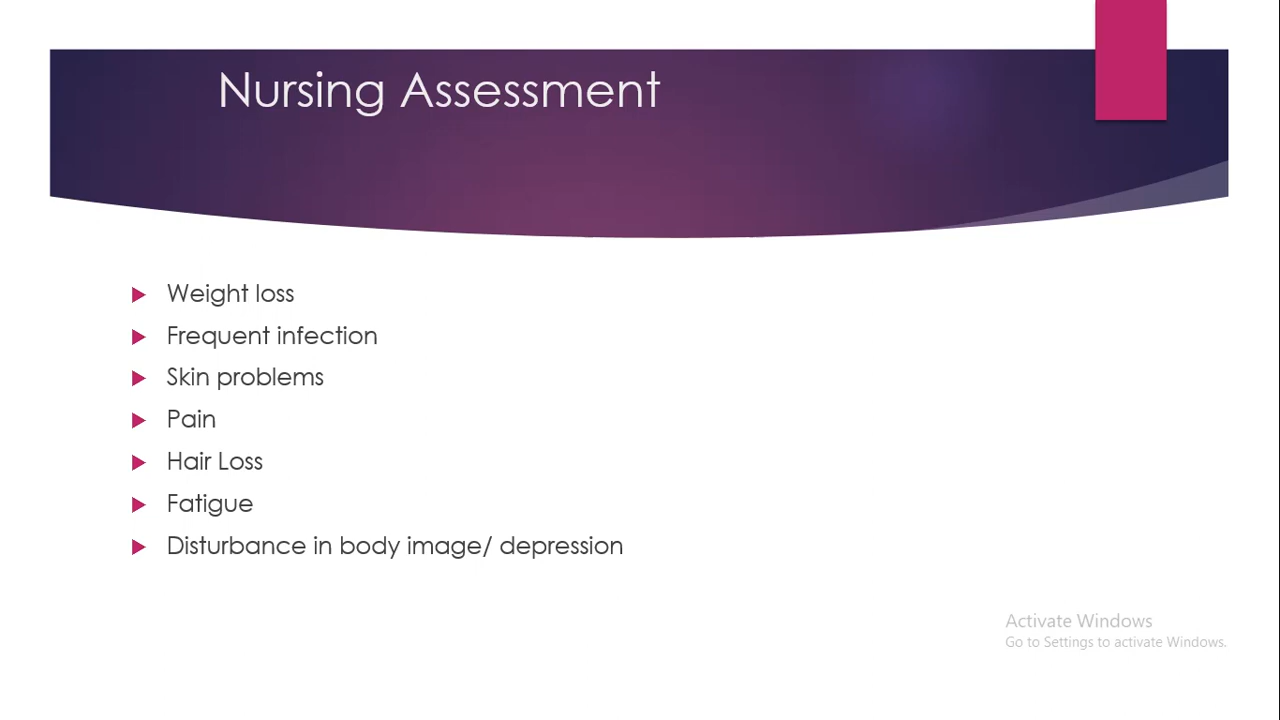 Nursing Assessment
Weight loss
Frequent infection
Skin problems
Pain
Hair Loss
Fatigue
Disturbance in body image/ depression
Activate Windows
Go to Settings to activate Windows.